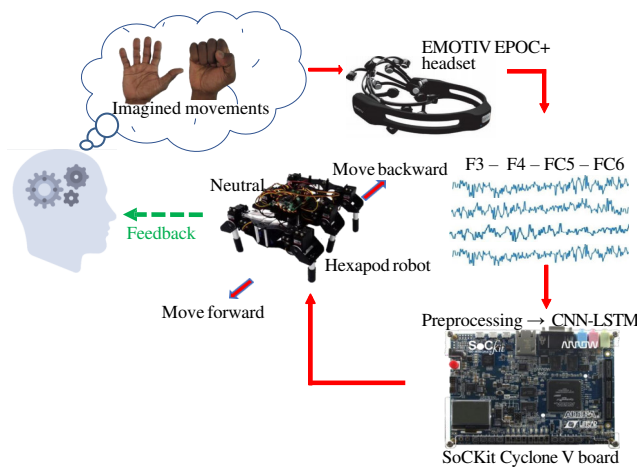 EMOTIV EPOC+
headset
Imagined movements
F3 – F4 – FC5 – FC6
Move backward
Neutral
Feedback
Hexapod robot
Move forward
Preprocessing → CNN-LSTM
SoCKit
ARROW
SoCKit Cyclone V board